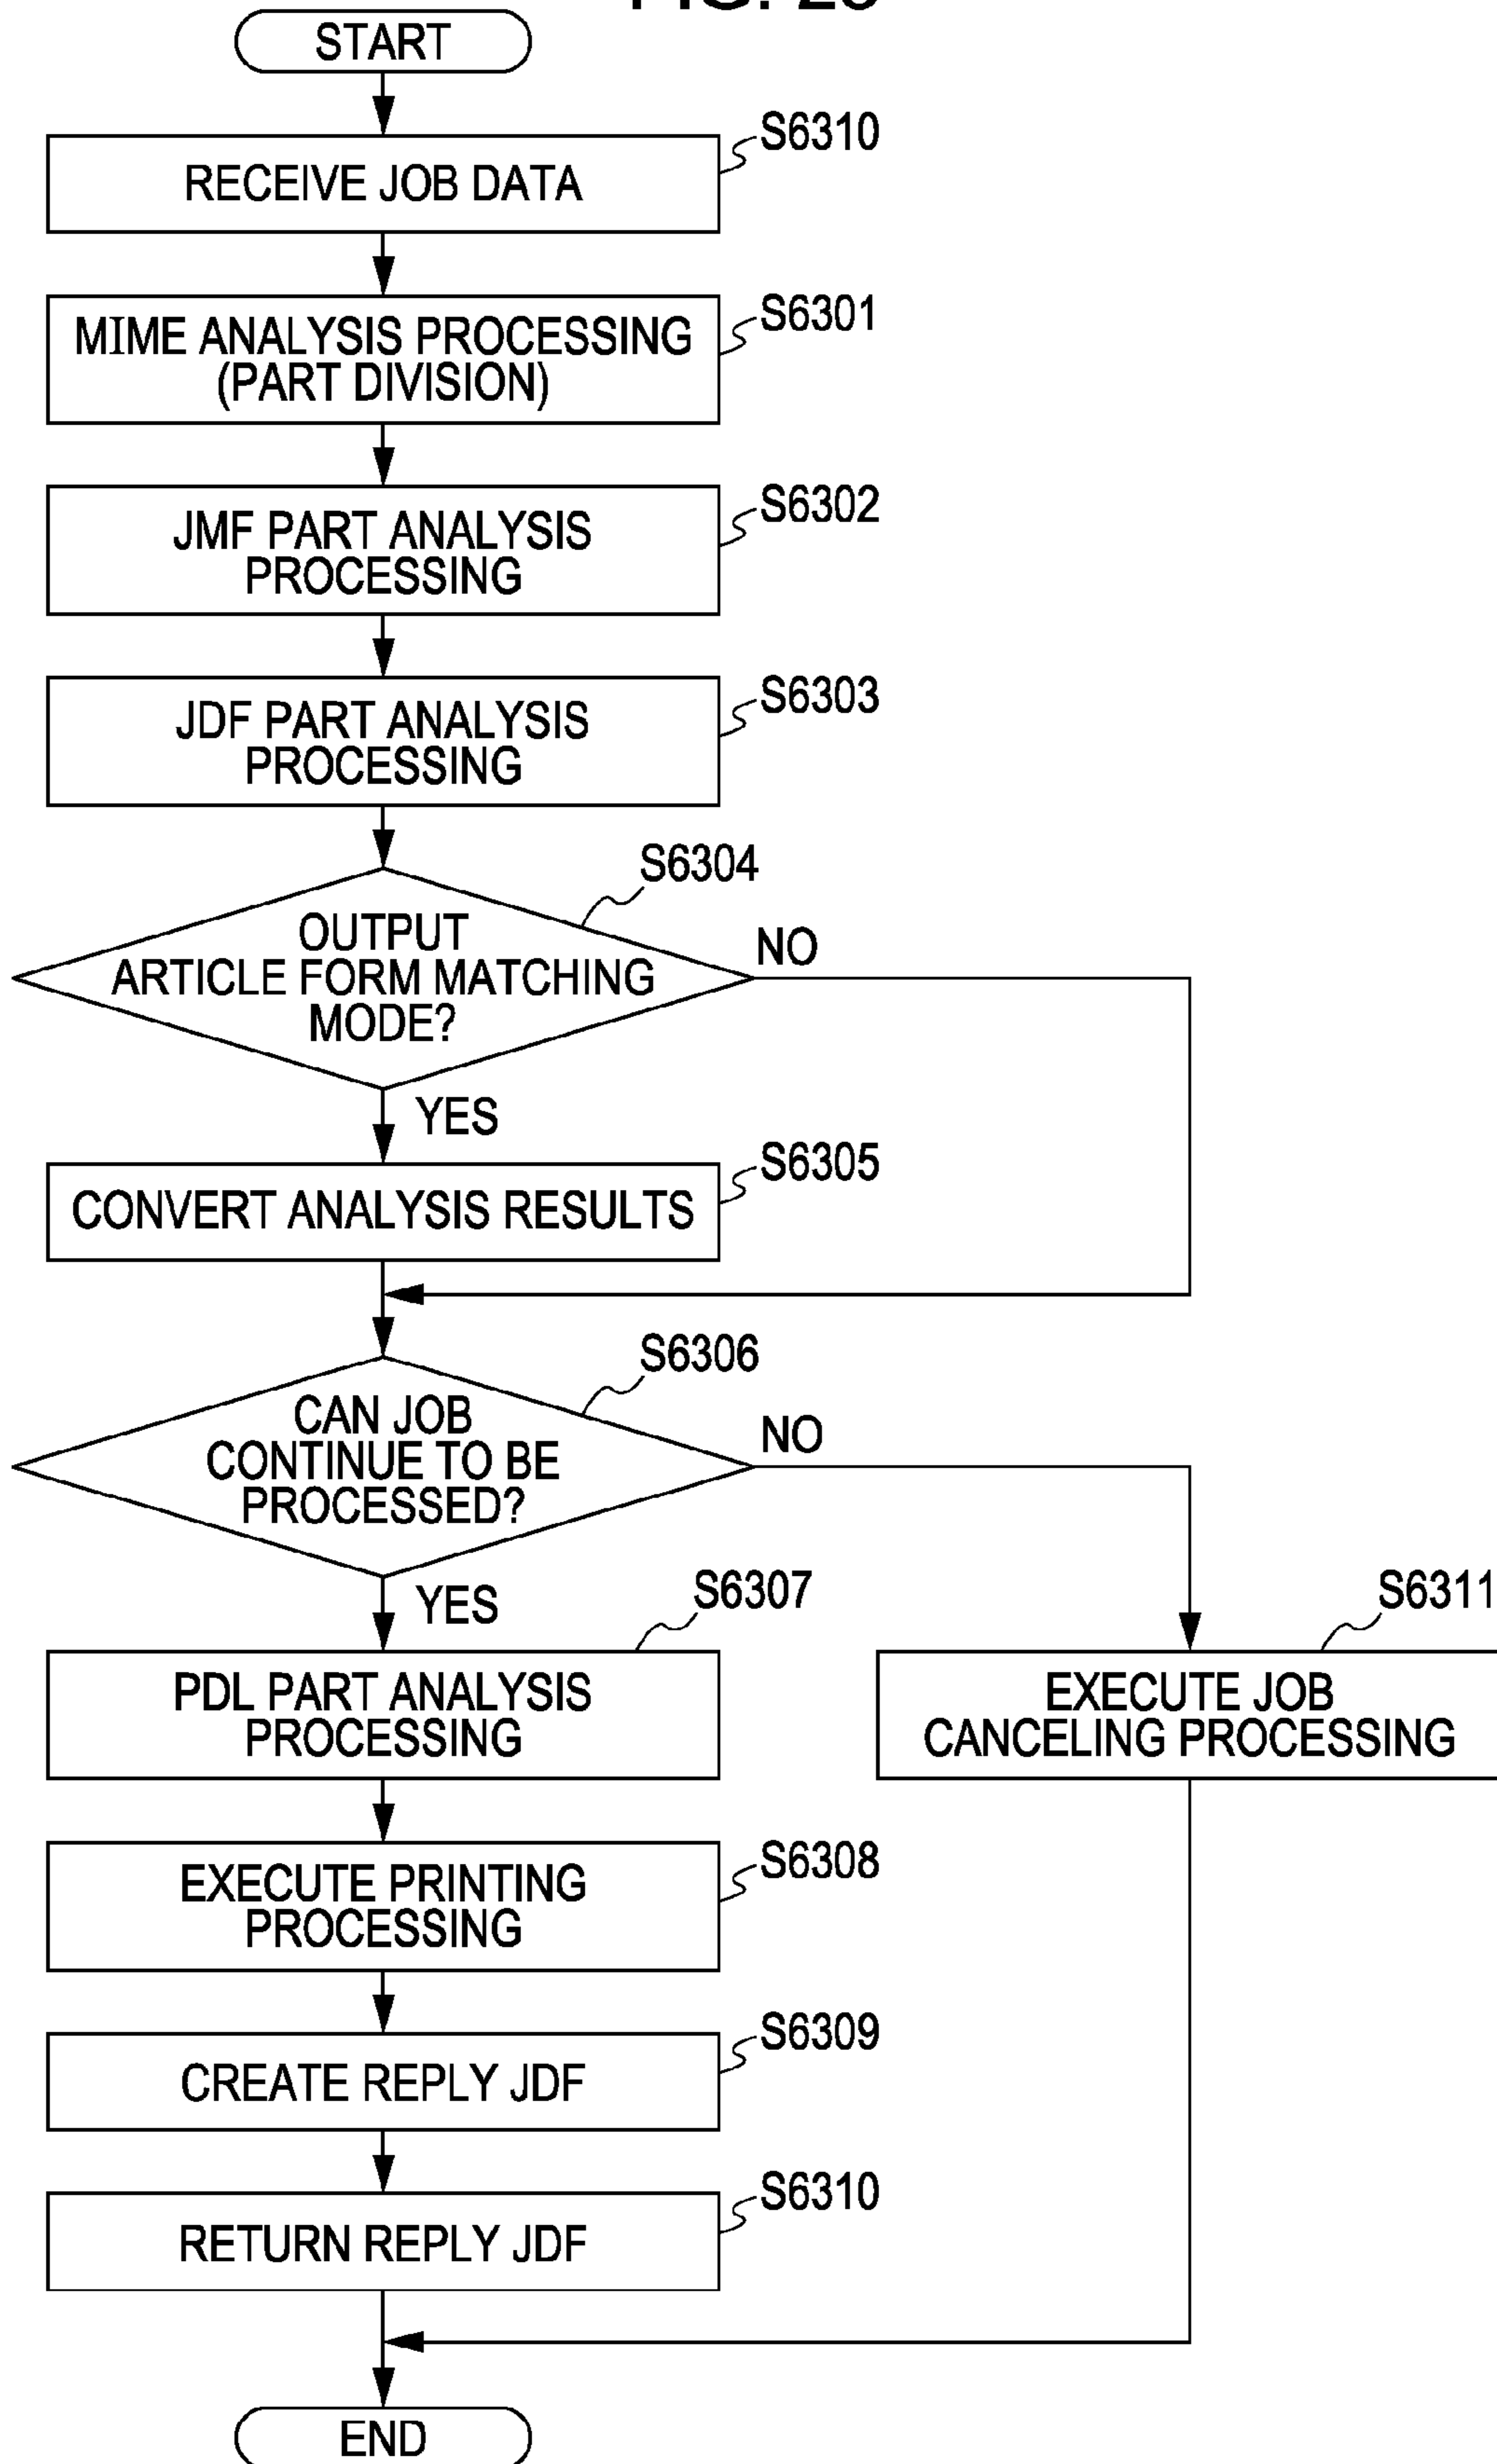 FIG.
START
RECEIVE JOB DATA
S6310
MIME ANALYSIS PROCESSING
(PART DIVISION)
S6301
JMF PART ANALYSIS
PROCESSING
S6302
JDF PART ANALYSIS
PROCESSING
S6303
S6304
OUTPUT
ARTICLE FORM MATCHING
MODE?
NO
YES
CONVERT ANALYSIS RESULTS
S6305
S6306
CAN JOB
CONTINUE TO BE
PROCESSED?
NO
YES
S6307
PDL PART ANALYSIS
PROCESSING
S6311
EXECUTE JOB
CANCELING PROCESSING
EXECUTE PRINTING
PROCESSING
S6308
CREATE REPLY JDF
S6309
RETURN REPLY JDF
S6310
END